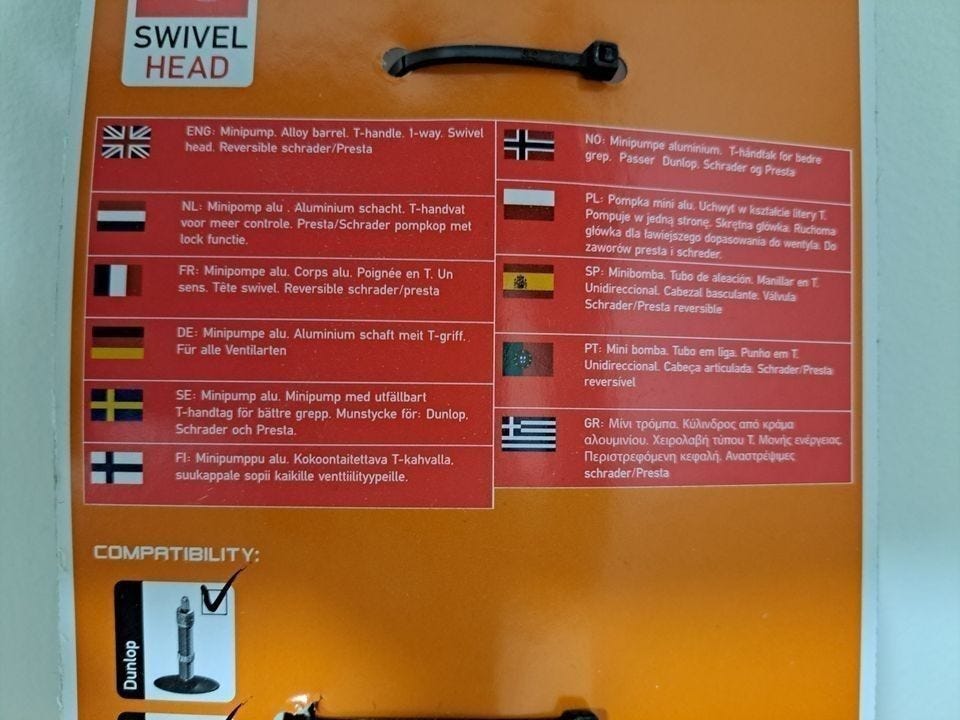 SWIVEL
HEAD
ENG: Minipump. Alloy barrel. T-handle. 1-way. Swivel
head. Reversible schrader/Presta
NL: Minipomp alu . Aluminium schacht. T-handvat
voor meer controle. Presta/Schrader pompkop met
lock functie.
FR: Minipompe alu. Corps alu. Poignée en T. Un
sens. Tête swivel. Reversible schrader/presta
DE: Minipumpe alu. Aluminium schaft meit T-griff.
Für alle Ventilarten
SE: Minipump alu. Minipump med utfällbart
T-handtag för bättre grepp. Munstycke för: Dunlop,
Schrader och Presta.
FI: Minipumppu alu. Kokoontaitettava T-kahvalla,
suukappale sopii kaikille venttiilityypeille.
NO: Minipumpe aluminium. T-håndtak for bedre
grep. Passer Dunlop, Schrader og Presta
PL: Pompka mini alu. Uchwyt w kształcie litery T.
Pompuje w jedną stronę. Skrętna główka. Ruchoma
główka dla ławiejszego dopasowania do wentyla. Do
zaworów presta i schreder.
SP: Minibomba. Tubo de aleación. Manillar en T.
Unidireccional. Cabezal basculante. Válvula
Schrader/Presta reversible
PT: Mini bomba. Tubo em liga. Punho em T.
Unidireccional. Cabeça articulada. Schrader/Presta
reversível
GR: Μίνι τρόμπα. Κύλινδρος από κράμα
αλουμινίου. Χειρολαβή τύπου Τ. Μονής ενέργειας.
Περιστρεφόμενη κεφαλή. Αναστρέψιμες
schrader/Presta
COMPATIBILITY:
Dunlop